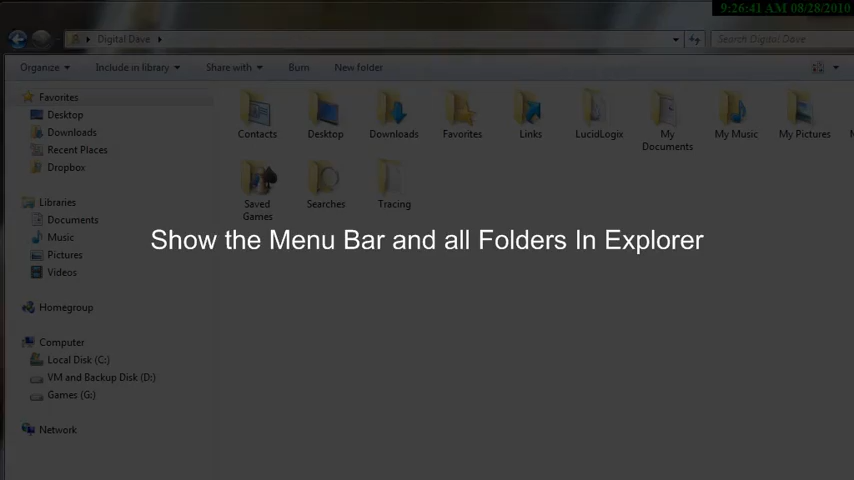 9:26:41 AM 08/28/2010
Digital Dave
Search Digital Dave
Organize
Include in library
Share with
Burn
New folder
Favorites
Desktop
Downloads
Recent Places
Dropbox
Libraries
Documents
Music
Pictures
Videos
Homegroup
Computer
Local Disk (C:)
VM and Backup Disk (D:)
Games (G:)
Network
Contacts
Desktop
Downloads
Favorites
Links
LucidLogix
My
Documents
My Music
My Pictures
Saved
Games
Searches
Tracing
Show the Menu Bar and all Folders In Explorer